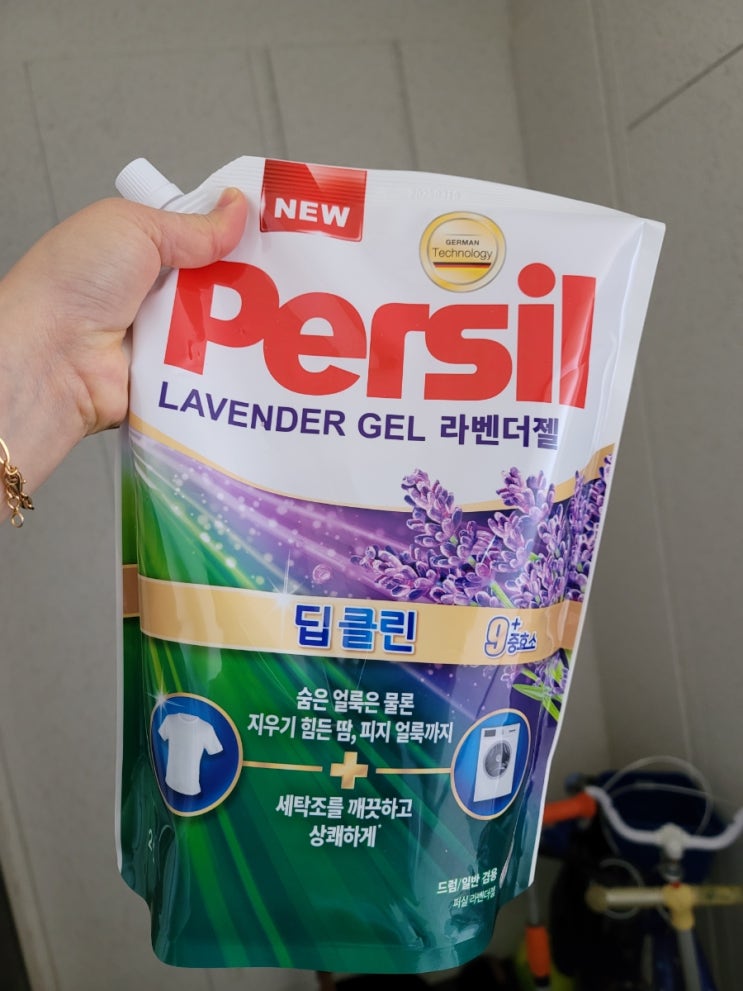 NEW
GERMAN
Technology
Persil
LAVENDER GEL 라벤더젤
딥 클린
9+
중효소
숨은 얼룩은 물론
지우기 힘든 땀, 피지 얼룩까지
세탁조를 깨끗하고
상쾌하게*
드럼/일반 겸용
퍼실 라벤더젤